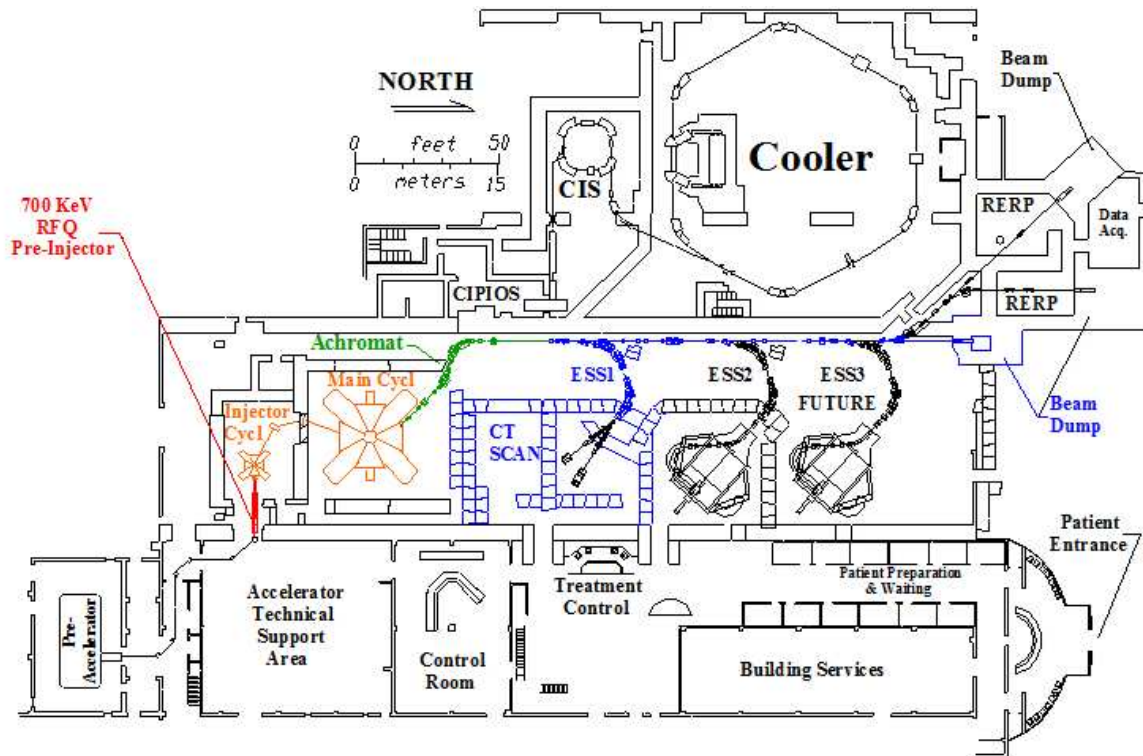 NORTH
0 feet 50
0 meters 15
Beam
Dump
Cooler
CIS
700 KeV
RFQ
Pre-Injector
RERP
Data
Acq.
CIPIOS
RERP
Achromat
Main Cycl
ESS1
ESS2
ESS3
FUTURE
Injector
Cycl
CT
SCAN
Beam
Dump
Patient
Entrance
Pre-
Accelerator
Accelerator
Technical
Support
Area
Control
Room
Treatment
Control
Patient Preparation
& Waiting
Building Services